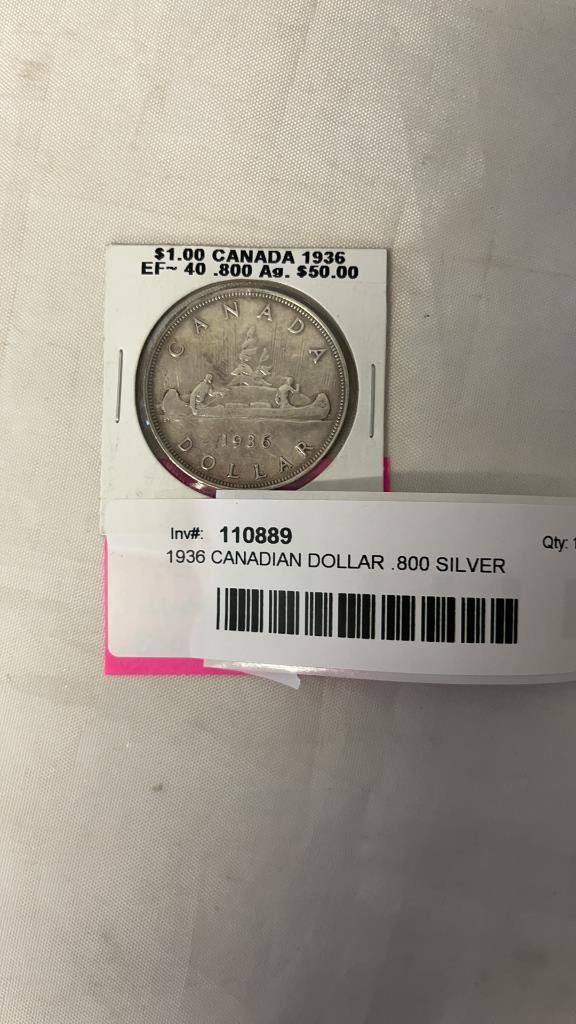 $1.00 CANADA 1936
EF~ 40 .800 Ag. $50.00
CANADA
1936
DOLLAR
Inv#: 110889
Qty: 1
1936 CANADIAN DOLLAR .800 SILVER